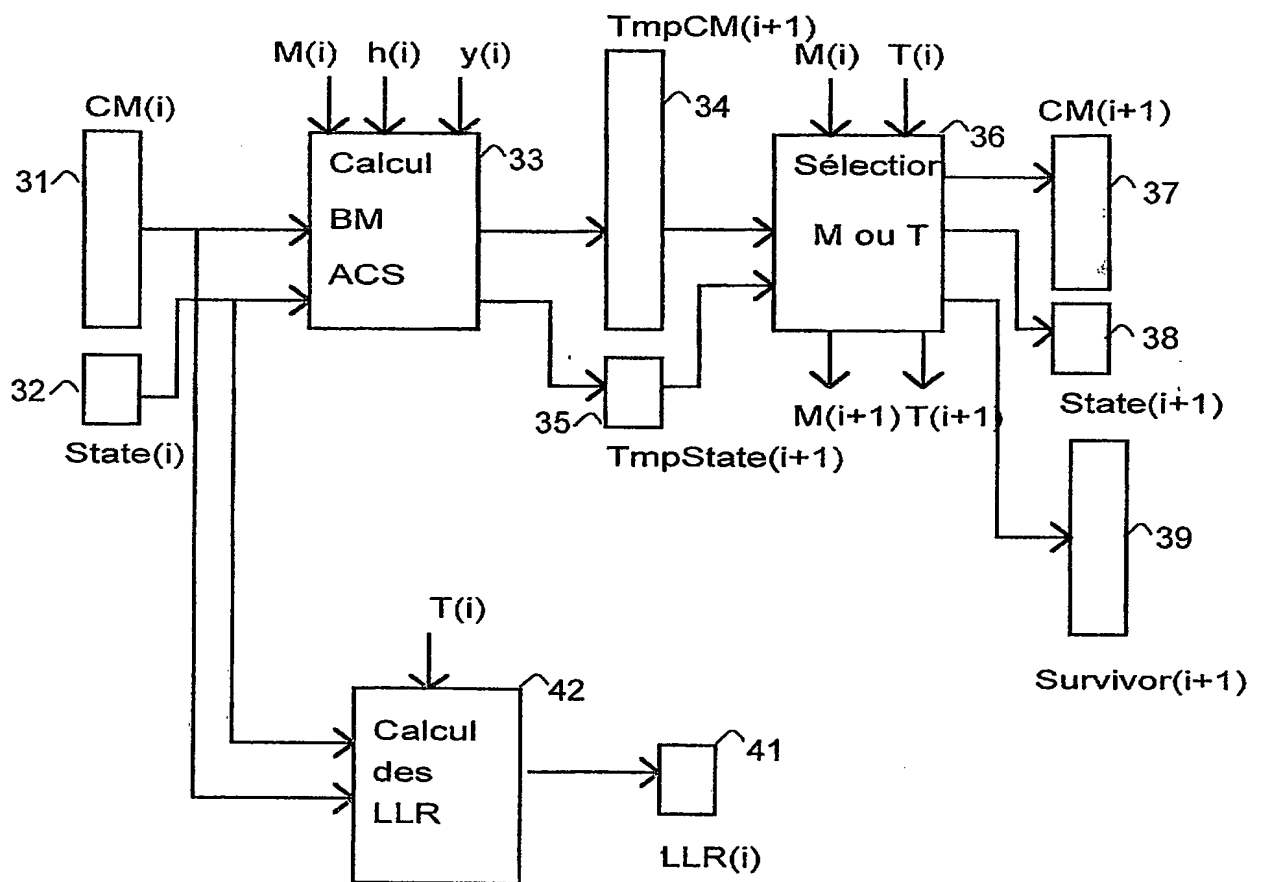 TmpCM(i+1)
M(i) h(i) y(i)
M(i) T(i)
CM(i)
34
CM(i+1)
31
Calcul
BM
ACS
33
Sélection
M ou T
36
37
32
State(i)
35
TmpState(i+1)
M(i+1) T(i+1)
38
State(i+1)
39
Survivor(i+1)
T(i)
42
Calcul
des
LLR
41
LLR(i)